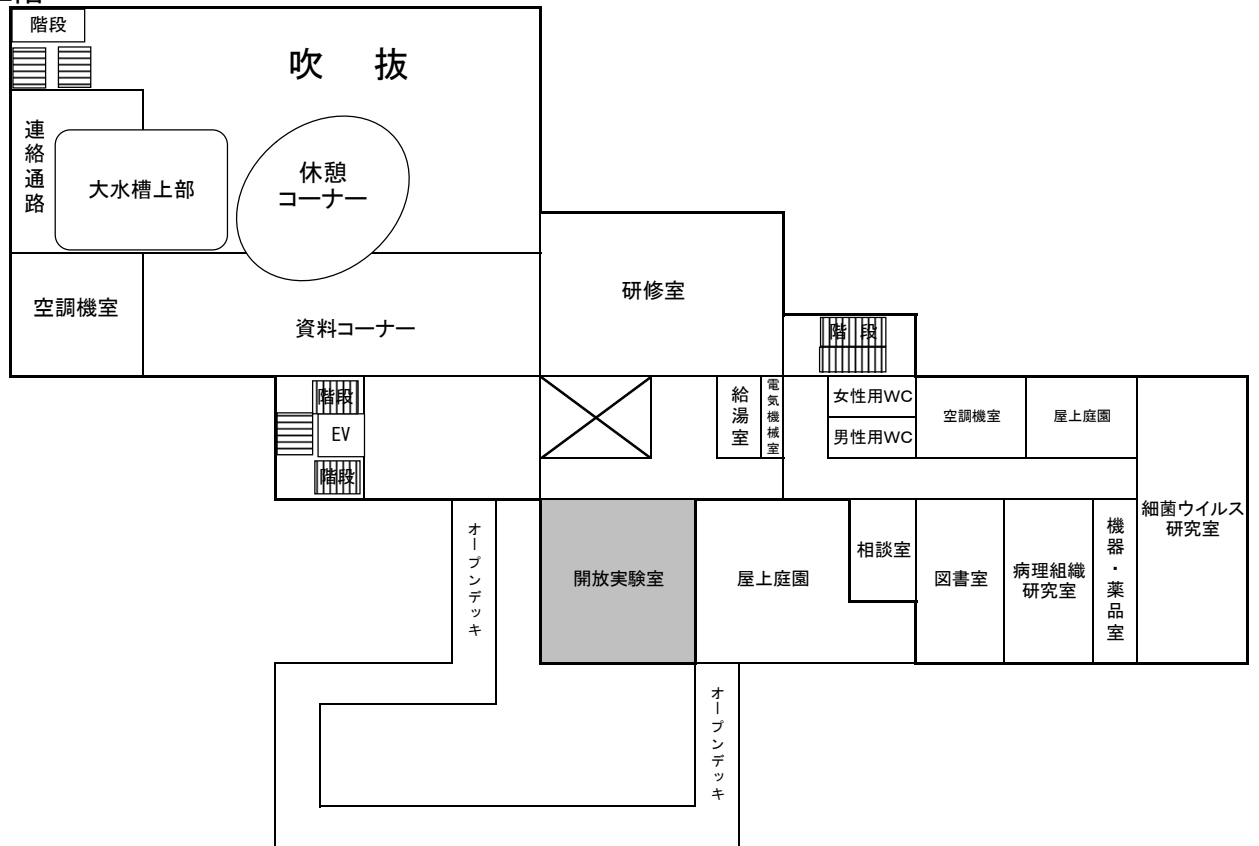 階段
吹 抜
連絡通路
大水槽上部
休憩
コーナー
空調機室
資料コーナー
研修室
階 段
階段
EV
階段
給湯室
電気機械室
女性用WC
男性用WC
空調機室
屋上庭園
細菌ウイルス
研究室
オープンデッキ
開放実験室
屋上庭園
相談室
図書室
病理組織
研究室
機器・薬品室
オープンデッキ